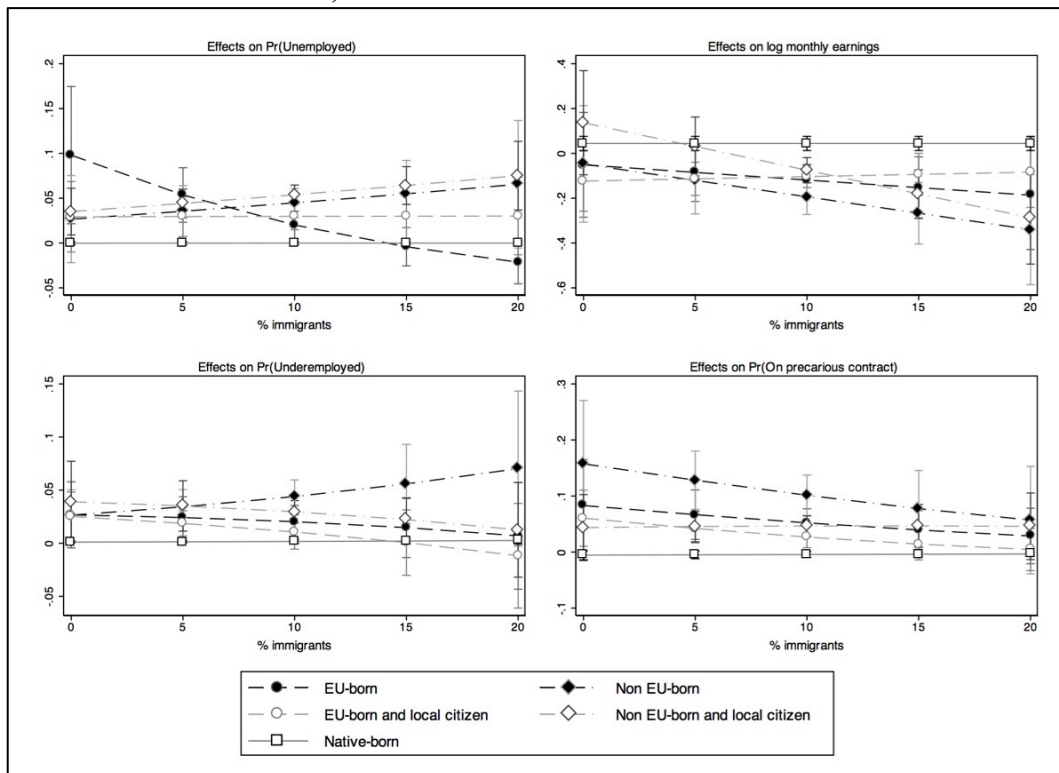 Effects on Pr(Unemployed)
.2
.15
.1
.05
0
-.05
0 5 10 15 20
% immigrants
Effects on log monthly earnings
.4
.2
0
-.2
-.4
-.6
0 5 10 15 20
% immigrants
Effects on Pr(Underemployed)
.15
.1
.05
0
.05
0 5 10 15 20
% immigrants
Effects on Pr(On precarious contract)
.3
.2
.1
0
-.1
0 5 10 15 20
% immigrants
EU-born
Non EU-born
EU-born and local citizen
Non EU-born and local citizen
Native-born